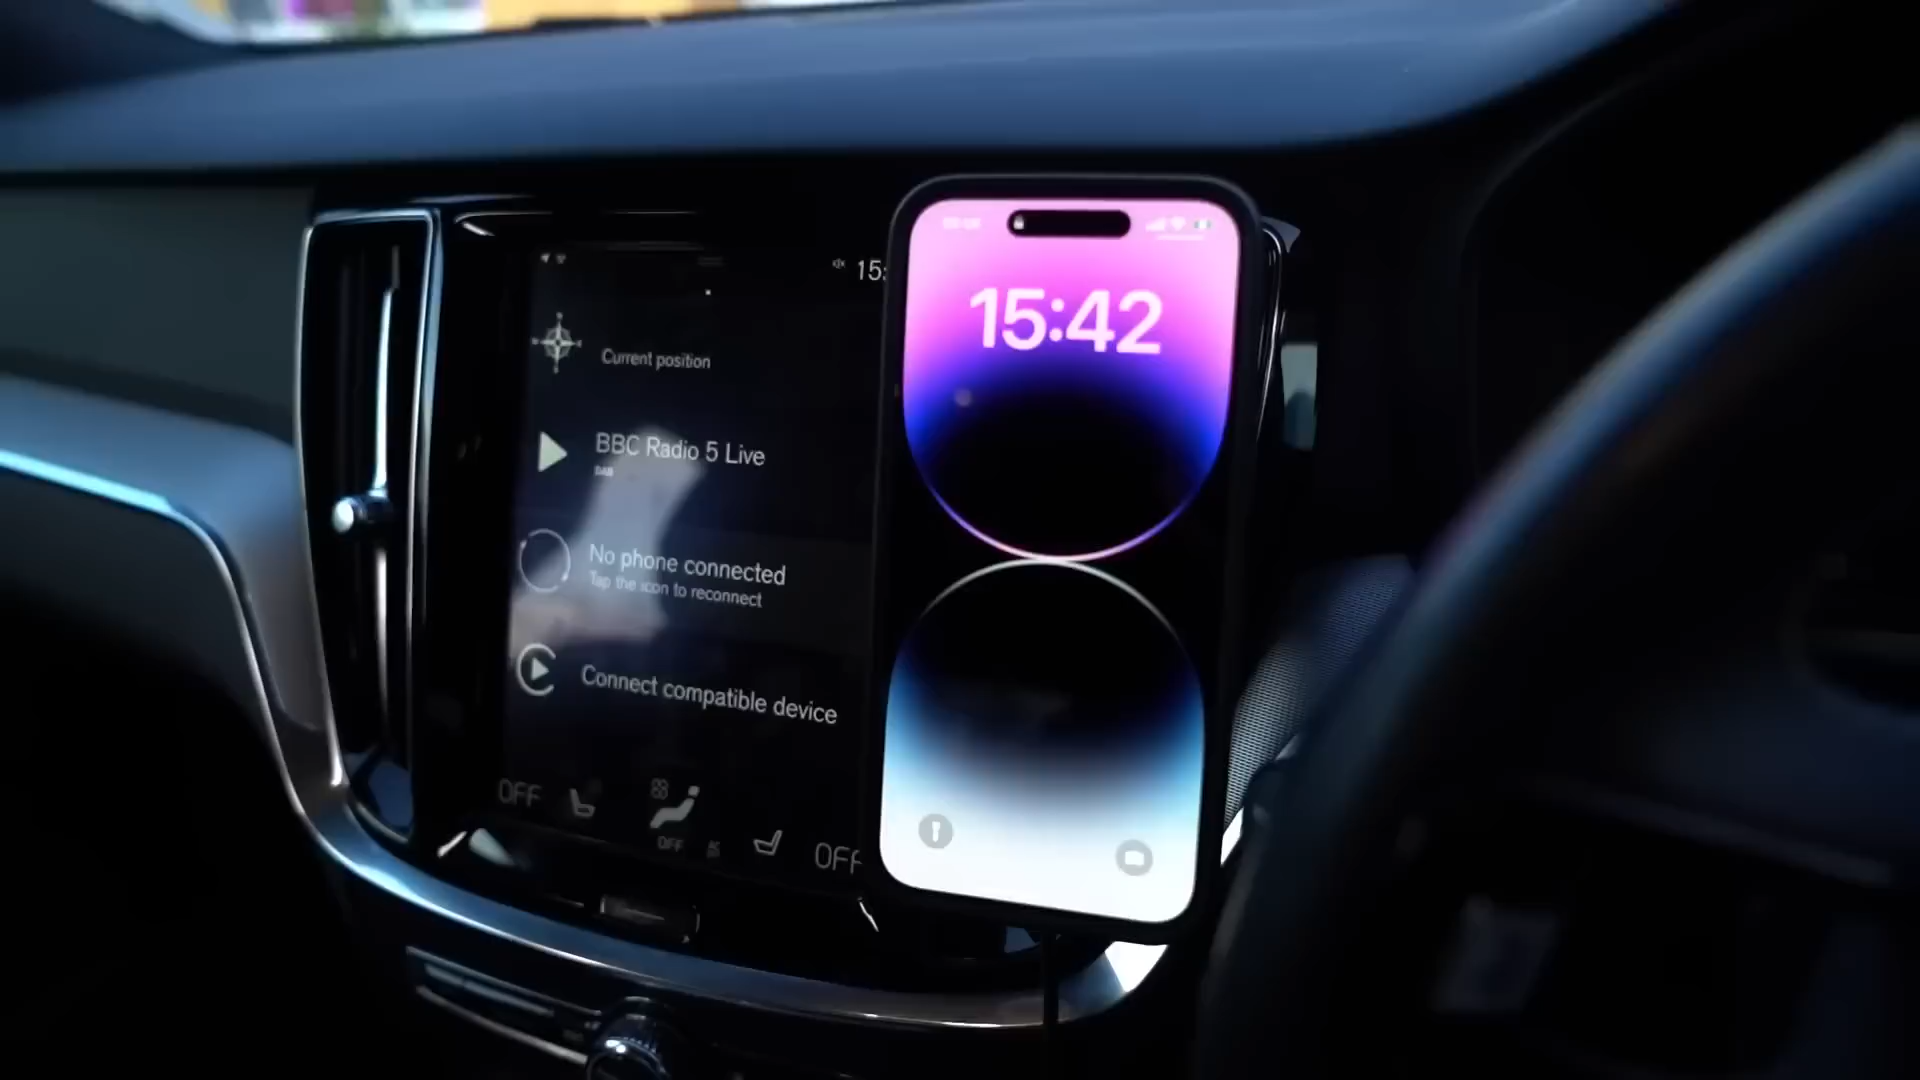 15:
Current position
BBC Radio 5 Live
DAB
No phone connected
Tap the icon to reconnect
Connect compatible device
OFF
OFF
OFF
15:42